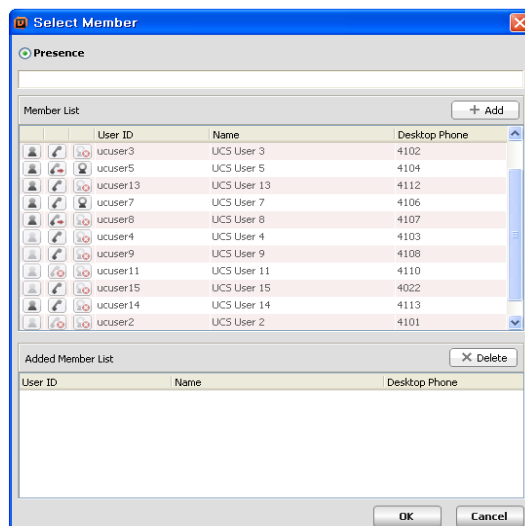 Select Member
Presence
Member List
+ Add
User ID Name Desktop Phone
ucuser3 UCS User 3 4102
ucuser5 UCS User 5 4104
ucuser13 UCS User 13 4112
ucuser7 UCS User 7 4106
ucuser8 UCS User 8 4107
ucuser4 UCS User 4 4103
ucuser9 UCS User 9 4108
ucuser11 UCS User 11 4110
ucuser15 UCS User 15 4022
ucuser14 UCS User 14 4113
ucuser2 UCS User 2 4101
Added Member List
Delete
User ID Name Desktop Phone
OK Cancel